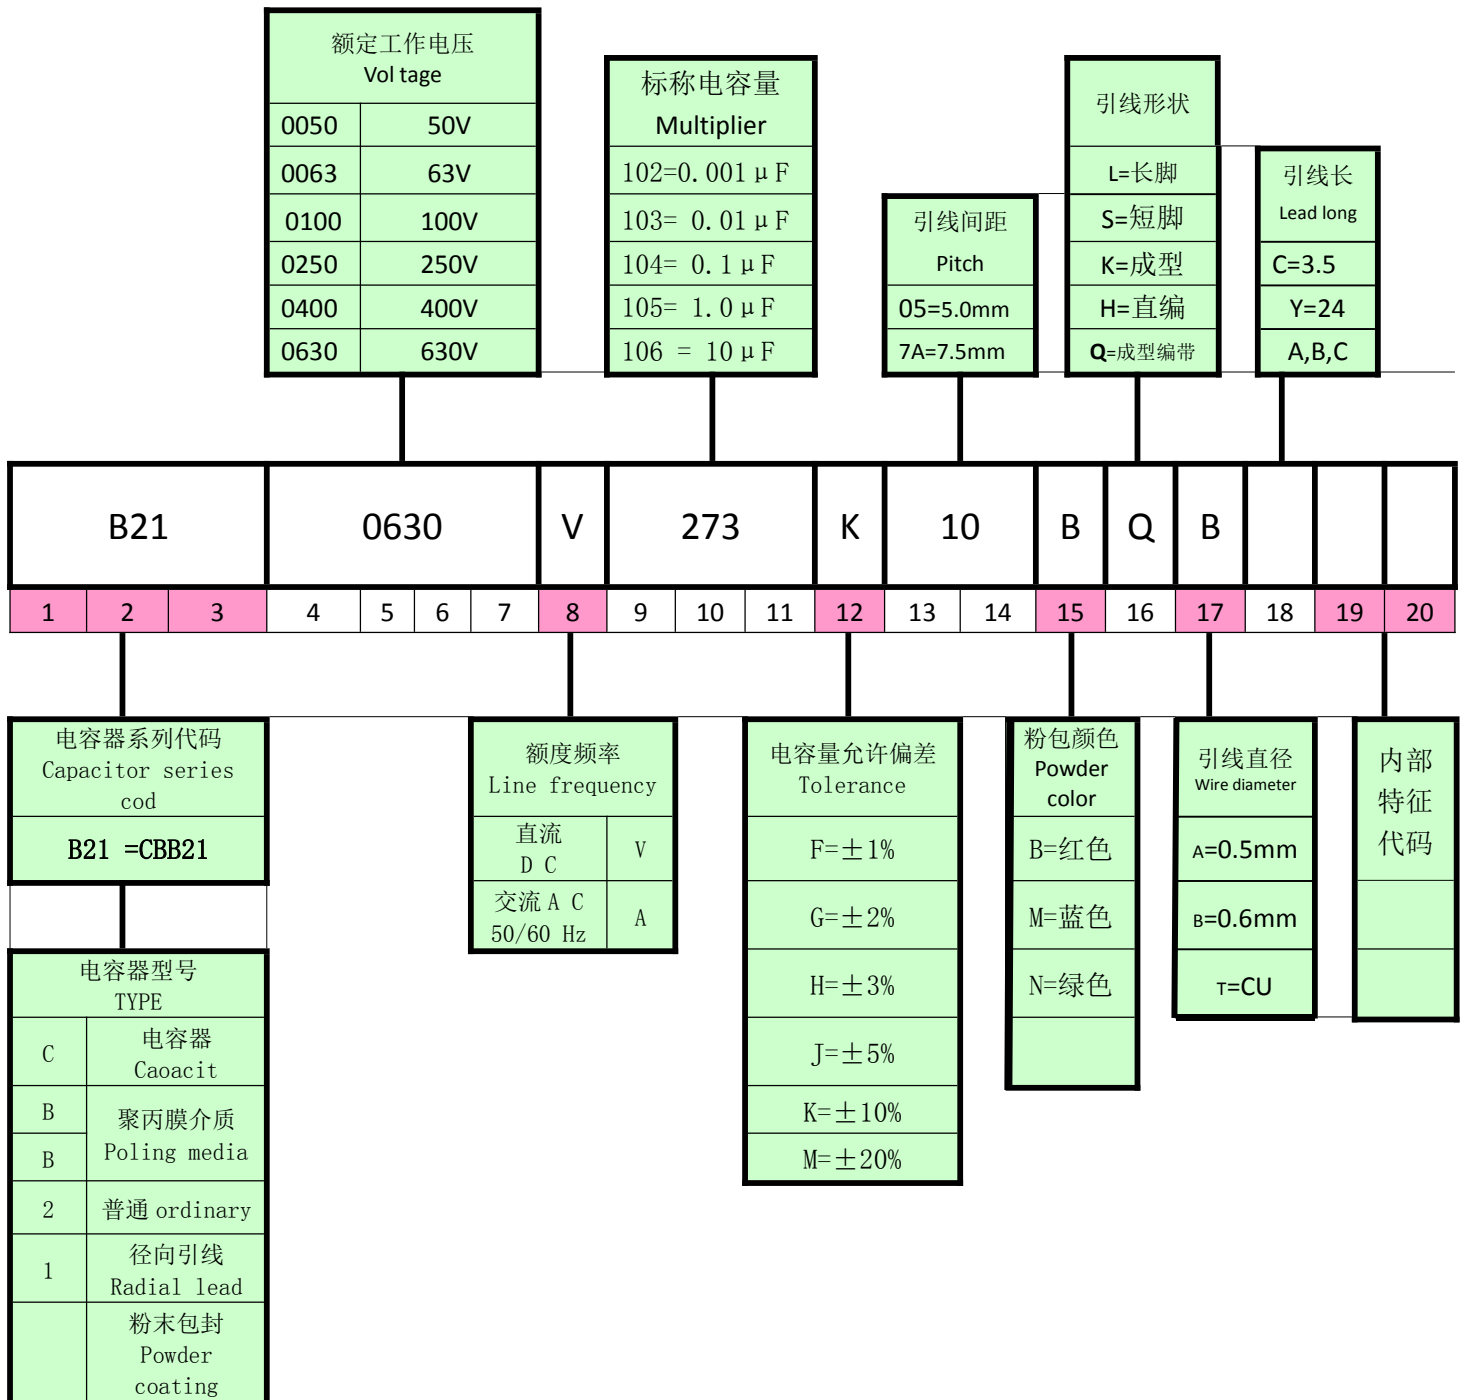 额定工作电压
Vol tage
0050 50V
0063 63V
0100 100V
0250 250V
0400 400V
0630 630V
标称电容量
Multiplier
102=0.001μF
103= 0.01μF
104= 0.1μF
105= 1.0μF
106 = 10μF
引线间距
Pitch
05=5.0mm
7A=7.5mm
引线形状
L=长脚
S=短脚
K=成型
H=直编
Q=成型编带
引线长
Lead long
C=3.5
Y=24
A,B,C
B21 0630 V 273 K 10 B Q B
1 2 3 4 5 6 7 8 9 10 11 12 13 14 15 16 17 18 19 20
电容器系列代码
Capacitor series
cod
B21 =CBB21
电容器型号
TYPE
C 电容器
Caoacit
B 聚丙膜介质
B Poling media
2 普通 ordinary
1 径向引线
Radial lead
粉末包封
Powder
coating
额度频率
Line frequency
直流
D C V
交流 A C
50/60 Hz A
电容量允许偏差
Tolerance
F=±1%
G=±2%
H=±3%
J=±5%
K=±10%
M=±20%
粉包颜色
Powder
color
B=红色
M=蓝色
N=绿色
引线直径
Wire diameter
A=0.5mm
B=0.6mm
T=CU
内部
特征
代码